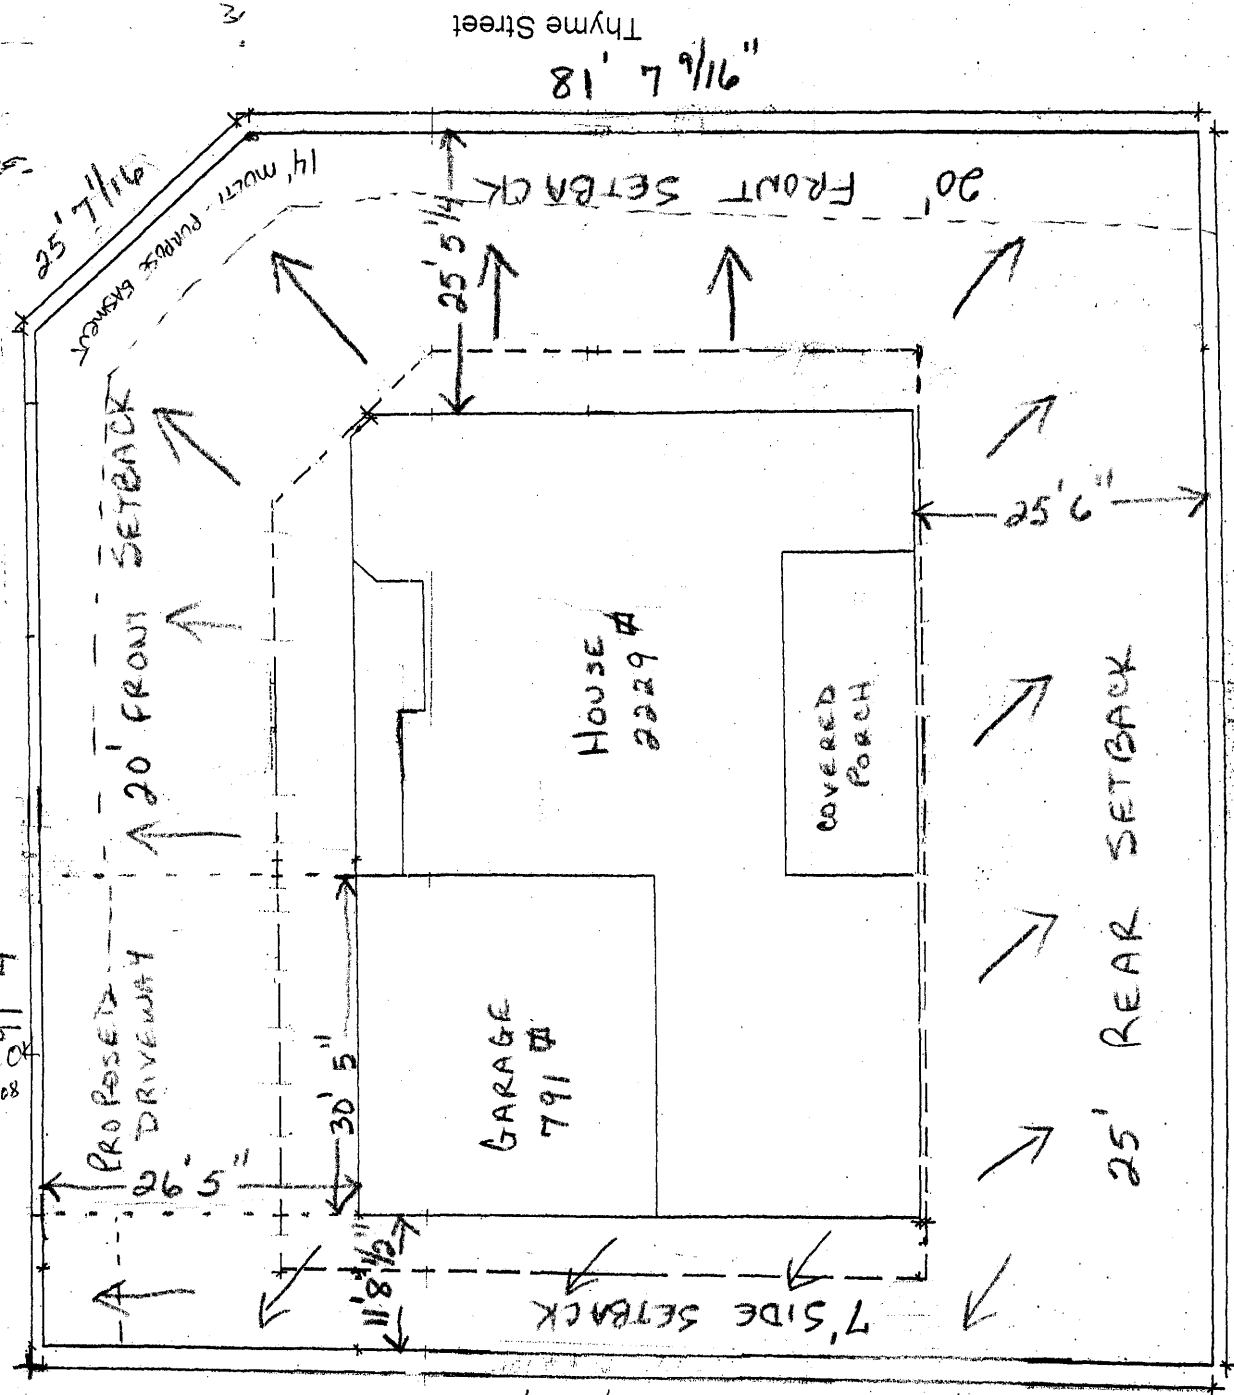 Thyme Street
81' 7 9/16"
25' 7 1/16
14' MULTI-PURPOSE EASMENT
20' FRONT SETBACK
25' 5 1/4
20' FRONT SETBACK
25' 6"
HOUSE
2229 #
COVERED
PORCH
GARAGE
791 #
PROPOSED
DRIVEWAY
30' 5"
26' 5"
11' 8 1/2"
7' SIDE SETBACK
25' REAR SETBACK